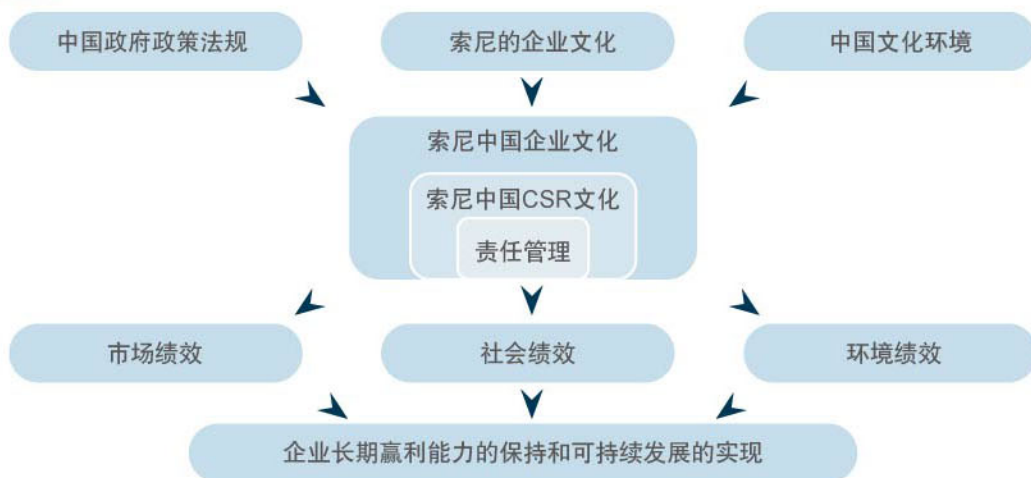 中国政府政策法规
索尼的企业文化
中国文化环境
索尼中国企业文化
索尼中国CSR文化
责任管理
市场绩效
社会绩效
环境绩效
企业长期赢利能力的保持和可持续发展的实现